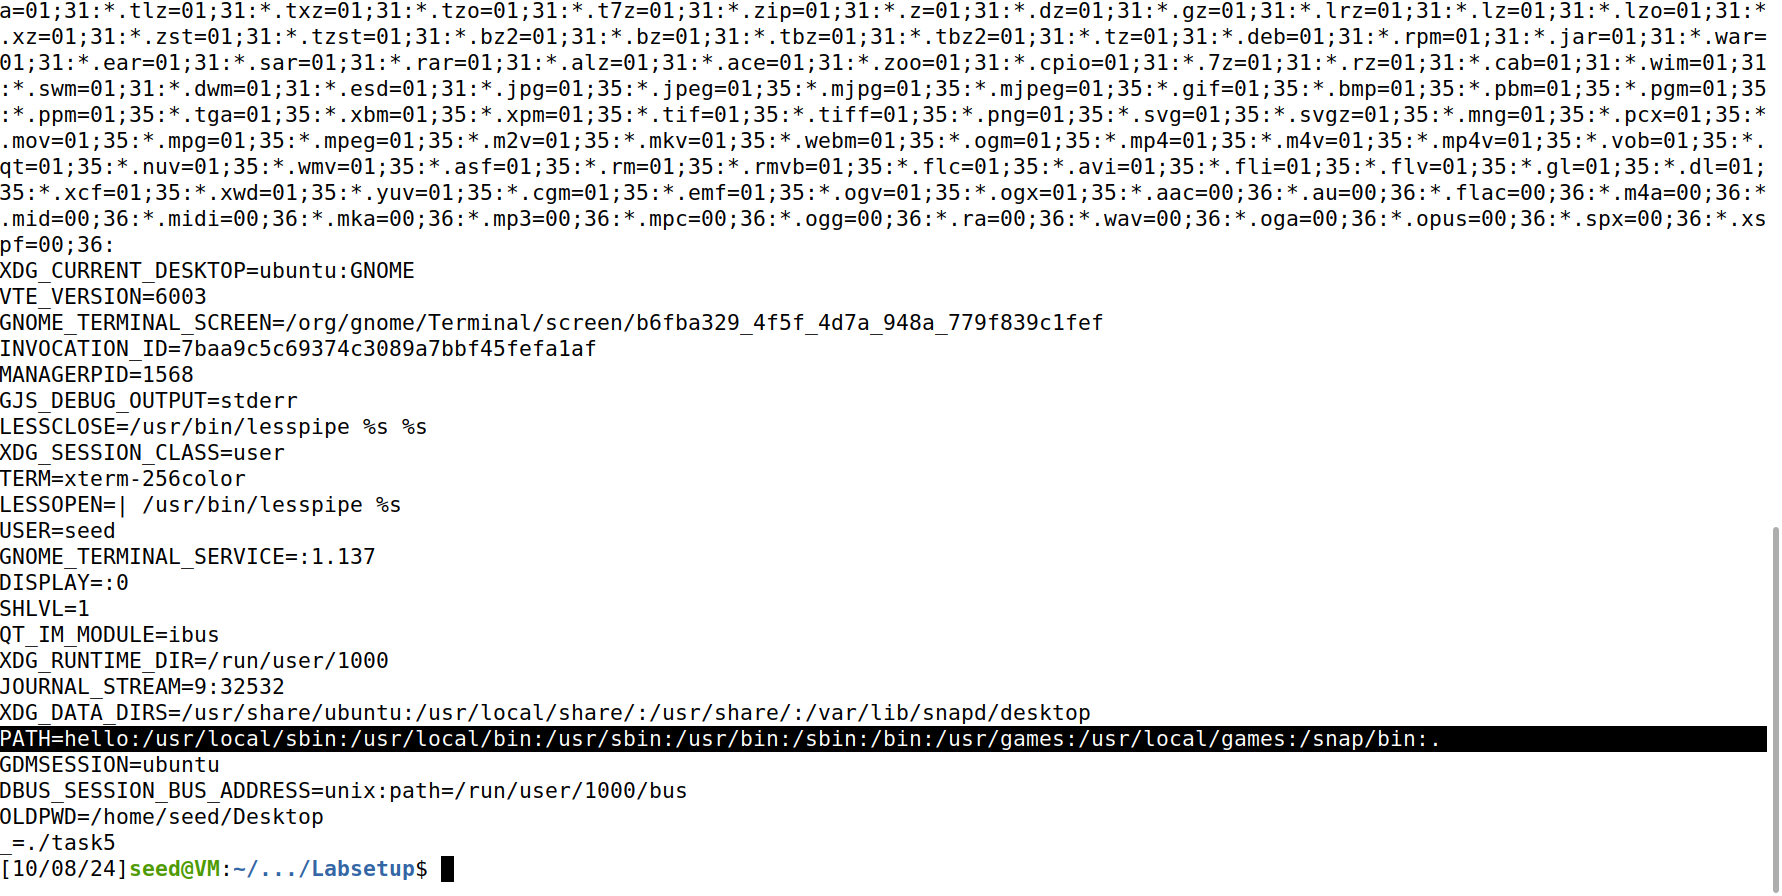 a=01;31:*.tlz=01;31:*.txz=01;31:*.tzo=01;31:*.t7z=01;31:*.zip=01;31:*.z=01;31:*.dz=01;31:*.gz=01;31:*.lrz=01;31:*.lz=01;31:*.lzo=01;31:*
.xz=01;31:*.zst=01;31:*.tzst=01;31:*.bz2=01;31:*.bz=01;31:*.tbz=01;31:*.tbz2=01;31:*.tz=01;31:*.deb=01;31:*.rpm=01;31:*.jar=01;31:*.war=
01;31:*.ear=01;31:*.sar=01;31:*.rar=01;31:*.alz=01;31:*.ace=01;31:*.zoo=01;31:*.cpio=01;31:*.7z=01;31:*.rz=01;31:*.cab=01;31:*.wim=01;31
:*.swm=01;31:*.dwm=01;31:*.esd=01;31:*.jpg=01;35:*.jpeg=01;35:*.mjpg=01;35:*.mjpeg=01;35:*.gif=01;35:*.bmp=01;35:*.pbm=01;35:*.pgm=01;35
:*.ppm=01;35:*.tga=01;35:*.xbm=01;35:*.xpm=01;35:*.tif=01;35:*.tiff=01;35:*.png=01;35:*.svg=01;35:*.svgz=01;35:*.mng=01;35:*.pcx=01;35:*
.mov=01;35:*.mpg=01;35:*.mpeg=01;35:*.m2v=01;35:*.mkv=01;35:*.webm=01;35:*.ogm=01;35:*.mp4=01;35:*.m4v=01;35:*.mp4v=01;35:*.vob=01;35:*.
qt=01;35:*.nuv=01;35:*.wmv=01;35:*.asf=01;35:*.rm=01;35:*.rmvb=01;35:*.flc=01;35:*.avi=01;35:*.fli=01;35:*.flv=01;35:*.gl=01;35:*.dl=01;
35:*.xcf=01;35:*.xwd=01;35:*.yuv=01;35:*.cgm=01;35:*.emf=01;35:*.ogv=01;35:*.ogx=01;35:*.aac=00;36:*.au=00;36:*.flac=00;36:*.m4a=00;36:*
.mid=00;36:*.midi=00;36:*.mka=00;36:*.mp3=00;36:*.mpc=00;36:*.ogg=00;36:*.ra=00;36:*.wav=00;36:*.oga=00;36:*.opus=00;36:*.spx=00;36:*.xs
pf=00;36:
XDG_CURRENT_DESKTOP=ubuntu:GNOME
VTE_VERSION=6003
GNOME_TERMINAL_SCREEN=/org/gnome/Terminal/screen/b6fba329_4f5f_4d7a_948a_779f839c1fef
INVOCATION_ID=7baa9c5c69374c3089a7bbf45fefa1af
MANAGERPID=1568
GJS_DEBUG_OUTPUT=stderr
LESSCLOSE=/usr/bin/lesspipe %s %s
XDG_SESSION_CLASS=user
TERM=xterm-256color
LESSOPEN=| /usr/bin/lesspipe %s
USER=seed
GNOME_TERMINAL_SERVICE=:1.137
DISPLAY=:0
SHLVL=1
QT_IM_MODULE=ibus
XDG_RUNTIME_DIR=/run/user/1000
JOURNAL_STREAM=9:32532
XDG_DATA_DIRS=/usr/share/ubuntu:/usr/local/share/:/usr/share/:/var/lib/snapd/desktop
PATH=hello:/usr/local/sbin:/usr/local/bin:/usr/sbin:/usr/bin:/sbin:/bin:/usr/games:/usr/local/games:/snap/bin:.
GDMSESSION=ubuntu
DBUS_SESSION_BUS_ADDRESS=unix:path=/run/user/1000/bus
OLDPWD=/home/seed/Desktop
_=./task5
[10/08/24]seed@VM:~/.../Labsetup$